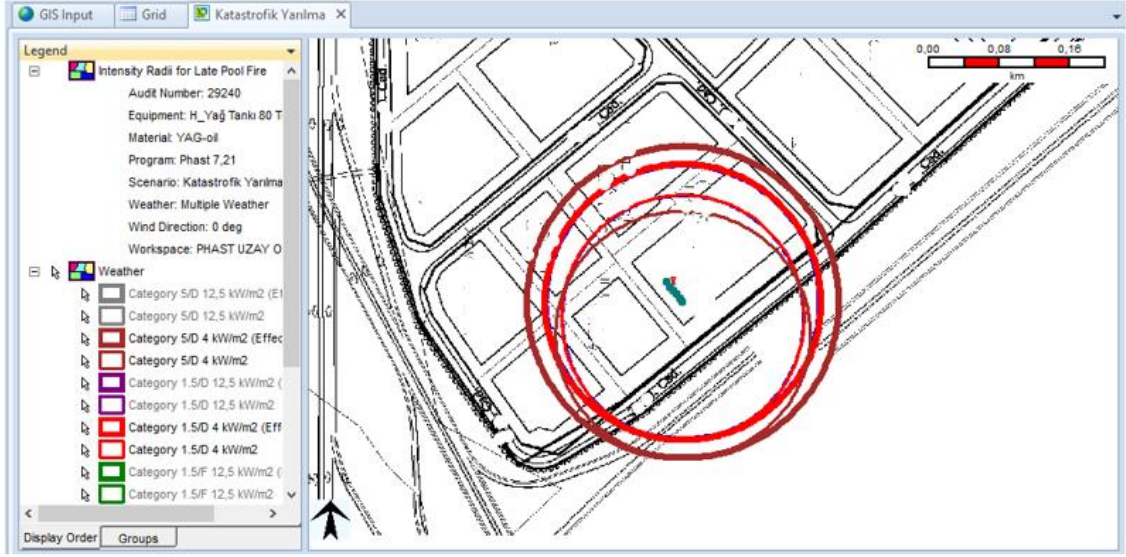 GIS Input Grid Katastrofik Yarılma
Legend
Intensity Radii for Late Pool Fire
Audit Number: 29240
Equipment: H_Yağ Tankı 80 T
Material: YAG-oil
Program: Phast 7,21
Scenario: Katastrofik Yarılma
Weather: Multiple Weather
Wind Direction: 0 deg
Workspace: PHAST UZAY O
Weather
Category 5/D 12,5 kW/m2 (Ef
Category 5/D 12,5 kW/m2
Category 5/D 4 kW/m2 (Effec
Category 5/D 4 kW/m2
Category 1.5/D 12,5 kW/m2 (
Category 1.5/D 12,5 kW/m2
Category 1.5/D 4 kW/m2 (Eff
Category 1.5/D 4 kW/m2
Category 1.5/F 12,5 kW/m2 (
Category 1.5/F 12,5 kW/m2
Display Order Groups
0,00 0,08 0,16
km